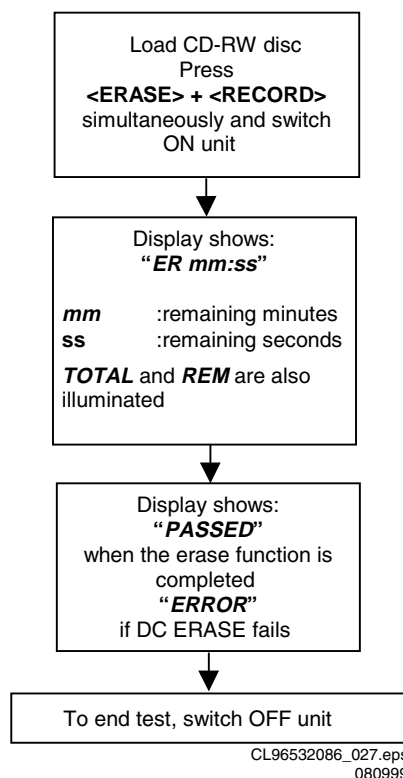 Load CD-RW disc
Press
<ERASE> + <RECORD>
simultaneously and switch
ON unit
Display shows:
“ER mm:ss”
mm :remaining minutes
ss :remaining seconds
TOTAL and REM are also
illuminated
Display shows:
“PASSED”
when the erase function is
completed
“ERROR”
if DC ERASE fails
To end test, switch OFF unit
CL96532086_027.eps
080999